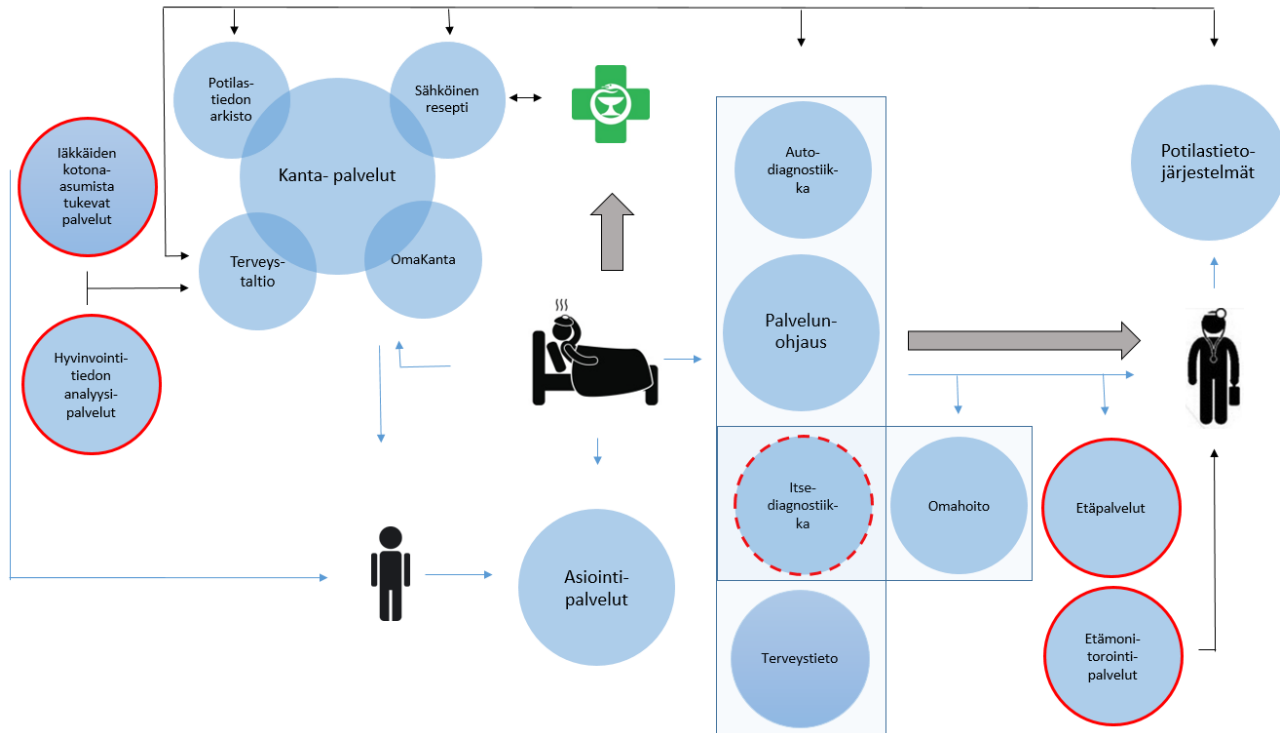 Potilas-
tiedon
arkisto
Sähköinen
resepti
Kanta- palvelut
Terveys-
taltio
OmaKanta
Iäkkäiden
kotona-
asumista
tukevat
palvelut
Hyvinvointi-
tiedon
analyysi-
palvelut
Asiointi-
palvelut
Auto-
diagnostiik-
ka
Palvelun-
ohjaus
Itse-
diagnostiik-
ka
Omahoito
Terveystieto
Etäpalvelut
Etämoni-
torointi-
palvelut
Potilastieto-
järjestelmät